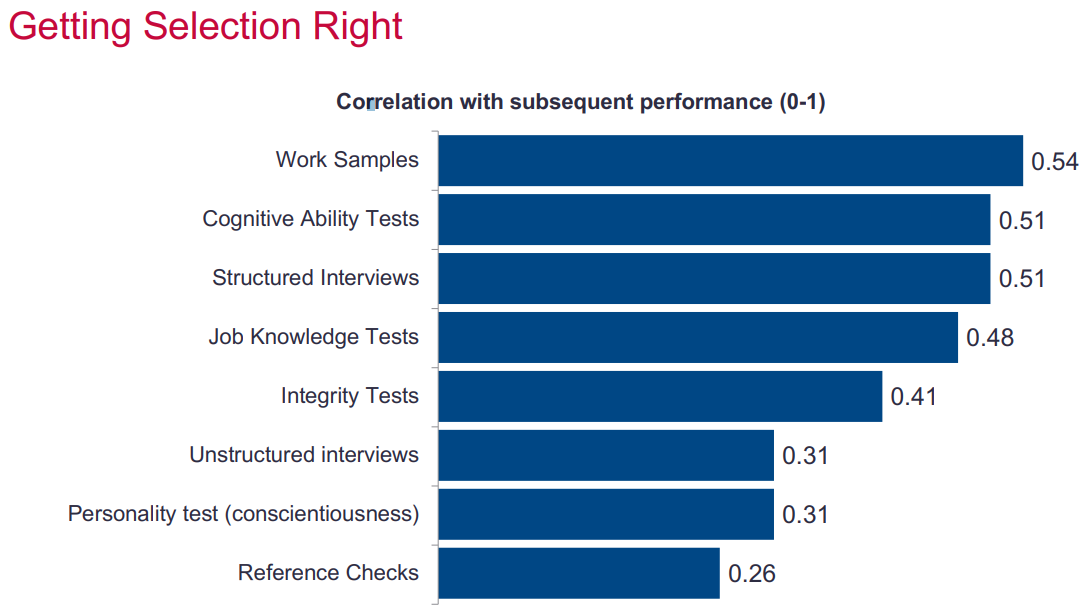 Getting Selection Right
Correlation with subsequent performance (0-1)
Work Samples 0.54
Cognitive Ability Tests 0.51
Structured Interviews 0.51
Job Knowledge Tests 0.48
Integrity Tests 0.41
Unstructured interviews 0.31
Personality test (conscientiousness) 0.31
Reference Checks 0.26